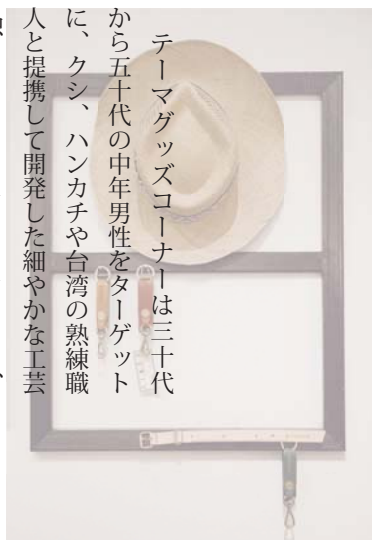 テーマグッズコーナーは三十代
から五十代の中年男性をターゲット
に、クシ、ハンカチや台湾の熟練職
人と提携して開発した細やかな工芸